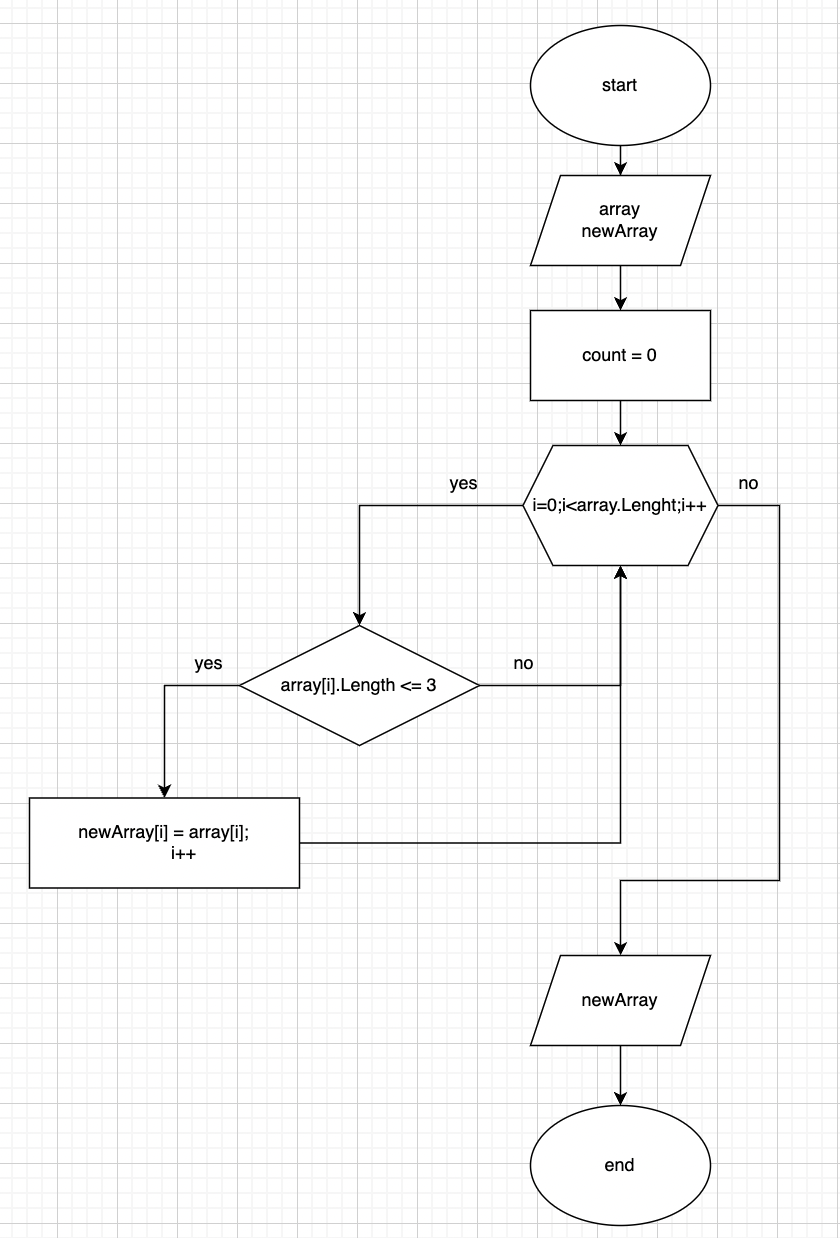 start
array
newArray
count = 0
yes
i=0;i<array.Lenght;i++
no
yes
array[i].Length <= 3
no
newArray[i] = array[i];
i++
newArray
end